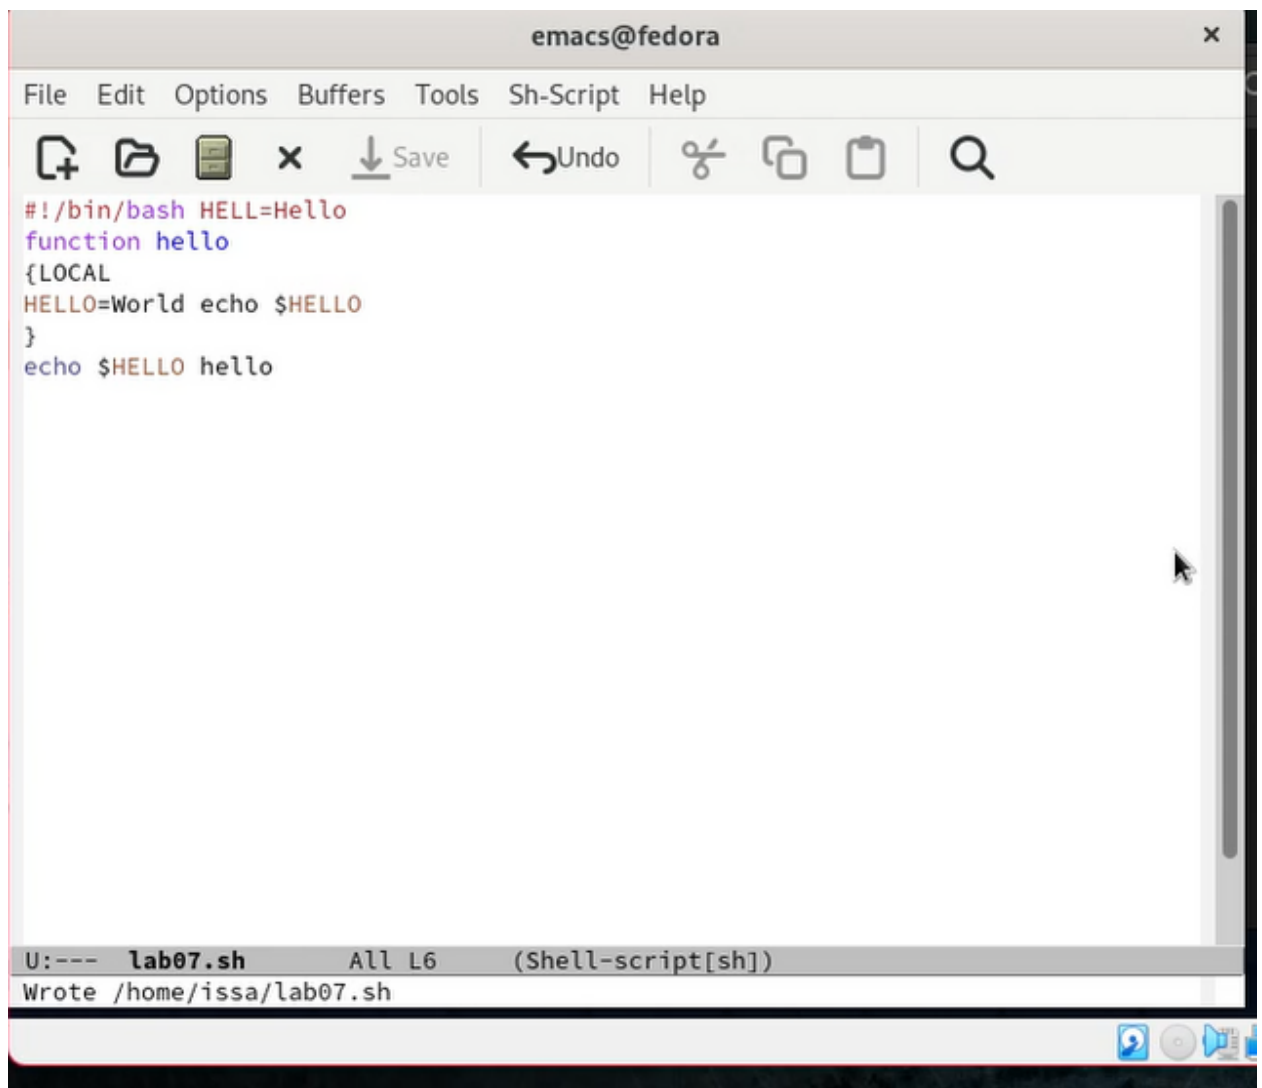 emacs@fedora
File Edit Options Buffers Tools Sh-Script Help
Save Undo
#!/bin/bash HELL=Hello
function hello
{LOCAL
HELLO=World echo $HELLO
}
echo $HELLO hello
U:--- lab07.sh All L6 (Shell-script[sh])
Wrote /home/issa/lab07.sh